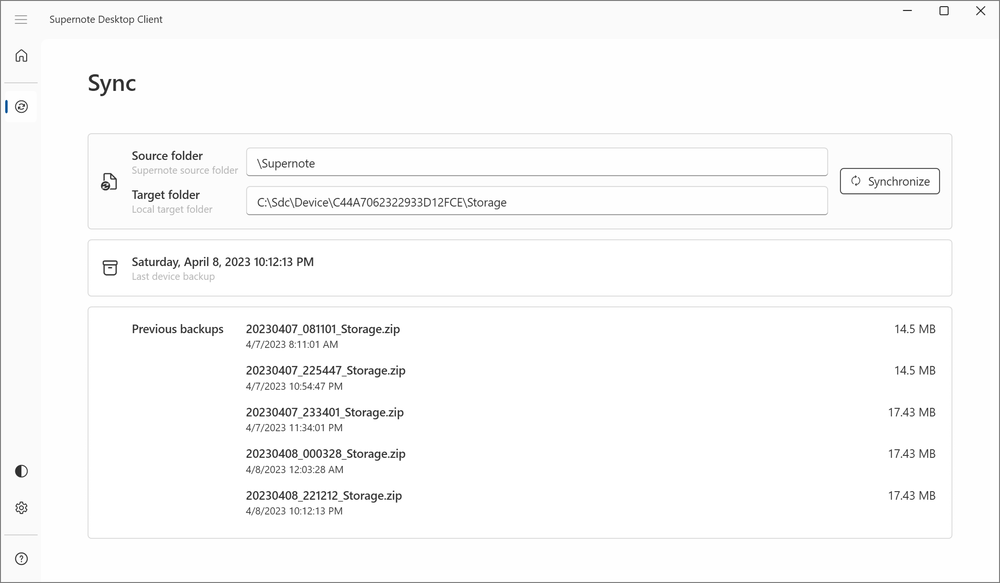 Supernote Desktop Client
Sync
Source folder
Supernote source folder
\Supernote
Target folder
Local target folder
C:\Sdc\Device\C44A7062322933D12FCE\Storage
Synchronize
Saturday, April 8, 2023 10:12:13 PM
Last device backup
Previous backups
20230407_081101_Storage.zip
14.5 MB
4/7/2023 8:11:01 AM
20230407_225447_Storage.zip
14.5 MB
4/7/2023 10:54:47 PM
20230407_233401_Storage.zip
17.43 MB
4/7/2023 11:34:01 PM
20230408_000328_Storage.zip
17.43 MB
4/8/2023 12:03:28 AM
20230408_221212_Storage.zip
17.43 MB
4/8/2023 10:12:13 PM